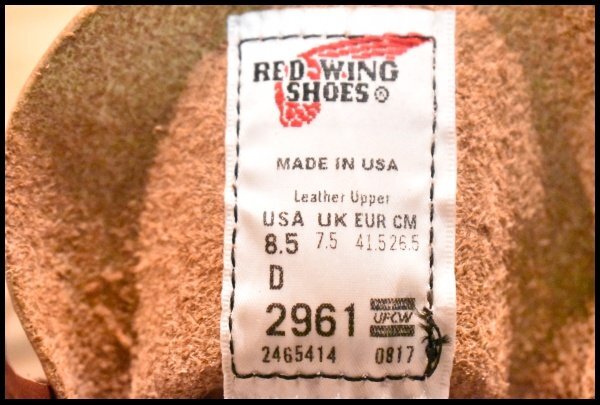 RED WING
SHOES®
MADE IN USA
Leather Upper
USA UK EUR CM
8.5 7.5 41.5 26.5
D
2961 UFCW
2465414 0817